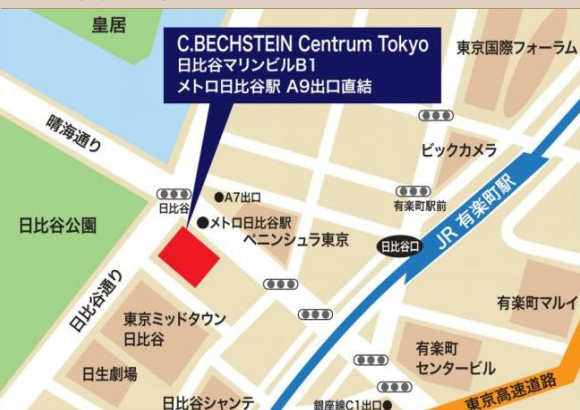 皇居
C.BECHSTEIN Centrum Tokyo
日比谷マリンビルB1
メトロ日比谷駅 A9出口直結
東京国際フォーラム
晴海通り
ビックカメラ
A7出口
日比谷
有楽町駅前
日比谷公園
メトロ日比谷駅
ペニンシュラ東京
日比谷口
JR 有楽町駅
日比谷通り
東京ミッドタウン
日比谷
有楽町マルイ
有楽町
センタービル
日生劇場
日比谷シャンテ
銀座線C1出口
東京高速道路